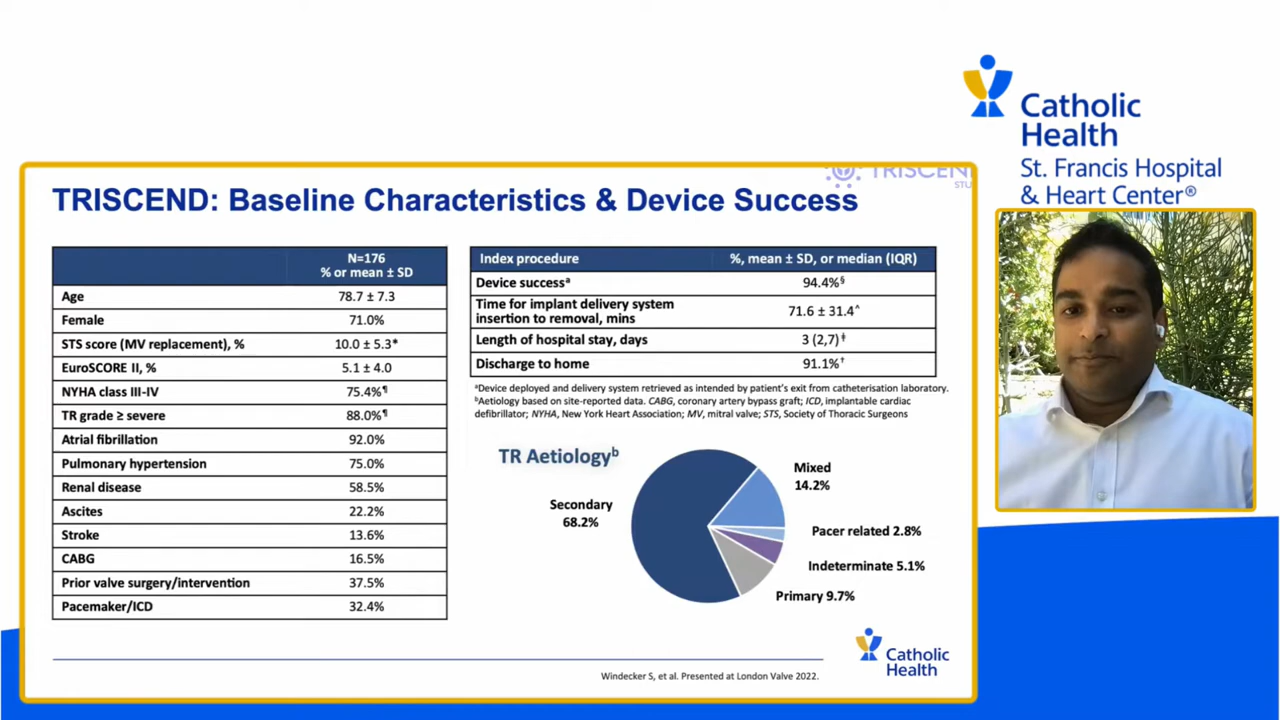 Catholic
Health
St. Francis Hospital
& Heart Center®
TRISCEND
TRISCEND: Baseline Characteristics & Device Success
N=176
% or mean ± SD
Age 78.7 ± 7.3
Female 71.0%
STS score (MV replacement), % 10.0 ± 5.3*
EuroSCORE II, % 5.1 ± 4.0
NYHA class III-IV 75.4%¶
TR grade ≥ severe 88.0%¶
Atrial fibrillation 92.0%
Pulmonary hypertension 75.0%
Renal disease 58.5%
Ascites 22.2%
Stroke 13.6%
CABG 16.5%
Prior valve surgery/intervention 37.5%
Pacemaker/ICD 32.4%
Index procedure %, mean ± SD, or median (IQR)
Device successᵃ 94.4%§
Time for implant delivery system
insertion to removal, mins 71.6 ± 31.4^
Length of hospital stay, days 3 (2,7)ǂ
Discharge to home 91.1%†
ᵃDevice deployed and delivery system retrieved as intended by patient's exit from catheterisation laboratory.
ᵇAetiology based on site-reported data. CABG, coronary artery bypass graft; ICD, implantable cardiac
defibrillator; NYHA, New York Heart Association; MV, mitral valve; STS, Society of Thoracic Surgeons
TR Aetiologyᵇ
Mixed
14.2%
Secondary
68.2%
Pacer related 2.8%
Indeterminate 5.1%
Primary 9.7%
Catholic
Health
Windecker S, et al. Presented at London Valve 2022.